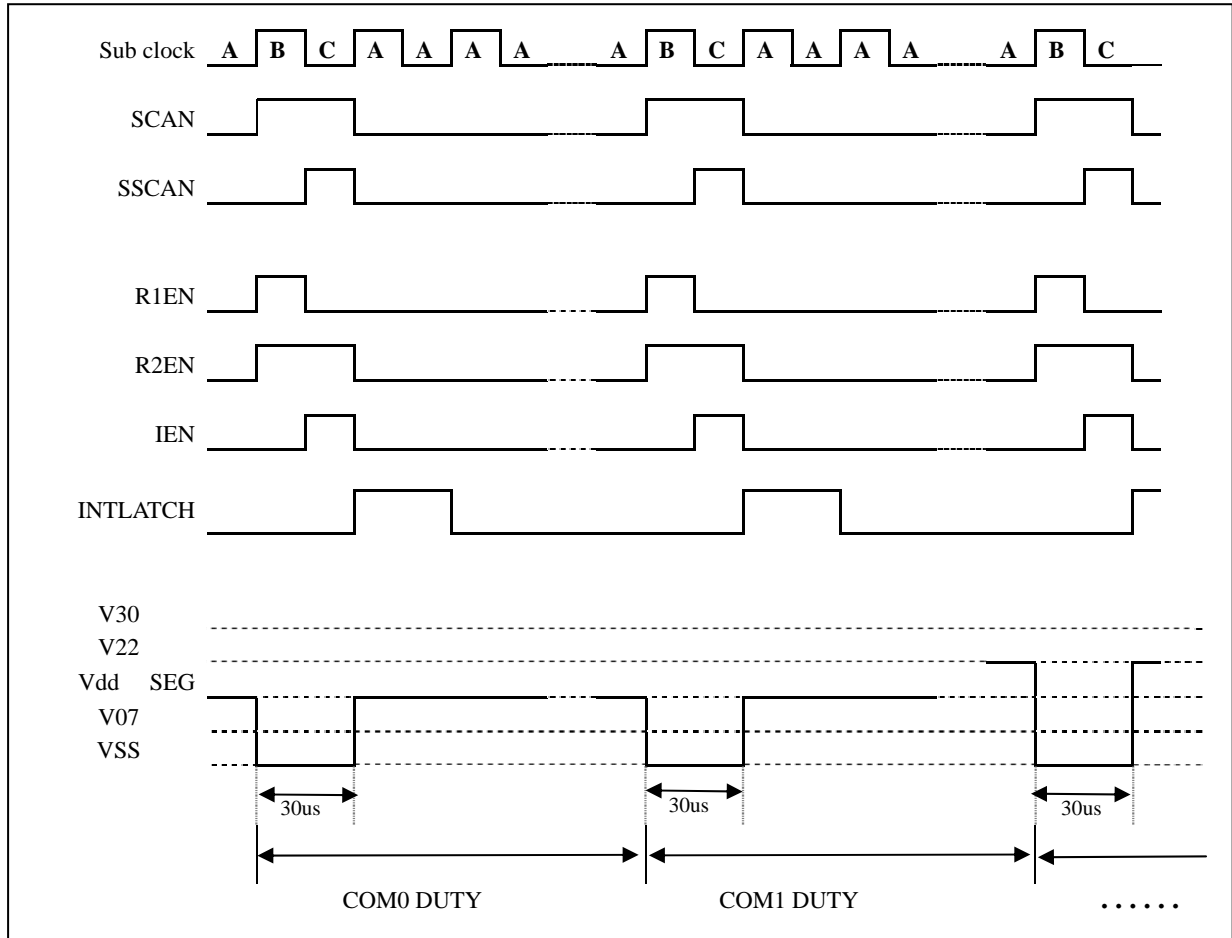 Sub clock A B C A A A A A B C A A A A A B C
SCAN
SSCAN
R1EN
R2EN
IEN
INTLATCH
V30
V22
Vdd SEG
V07
VSS
30us 30us 30us
COM0 DUTY COM1 DUTY ......